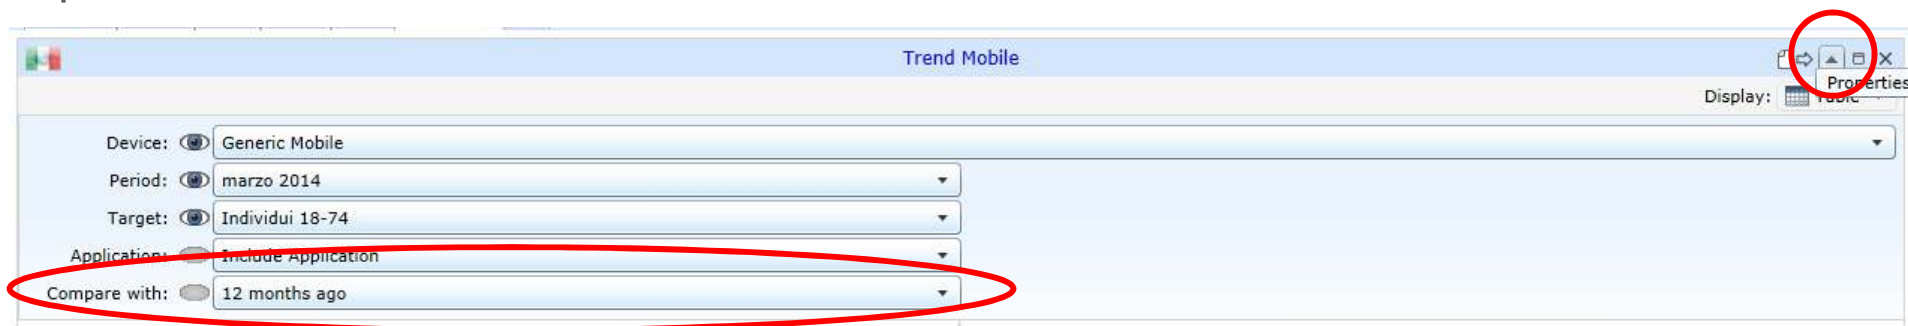 Trend Mobile
Properties
Display: Table
Device: Generic Mobile
Period: marzo 2014
Target: Individui 18-74
Application: Include Application
Compare with: 12 months ago